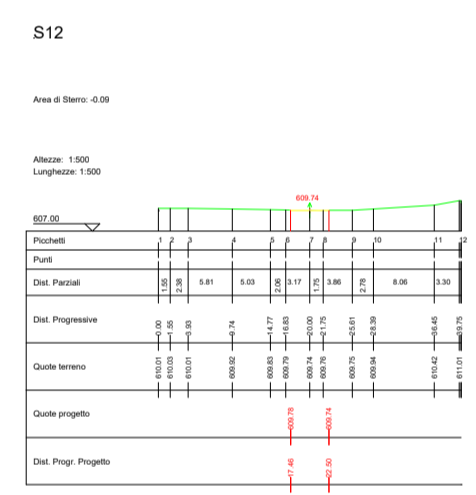 S12
Area di Sterro: -0.09
Altezze: 1:500
Lunghezze: 1:500
609.74
607.00
Picchetti 1 2 3 4 5 6 7 8 9 10 11 12
Punti
Dist. Parziali 1.55 2.38 5.81 5.03 2.06 3.17 1.75 3.86 2.78 8.06 3.30
Dist. Progressive 0.00 1.55 3.93 9.74 14.77 16.83 20.00 21.75 25.61 28.39 36.45 39.75
Quote terreno 610.01 610.03 610.01 609.92 609.83 609.79 609.74 609.76 609.75 609.94 610.42 611.01
Quote progetto 609.78 609.74
Dist. Progr. Progetto 17.46 22.50